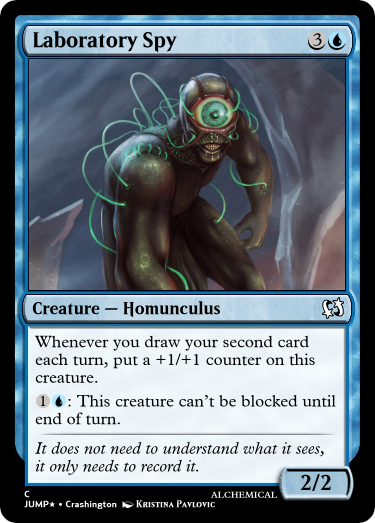 Laboratory Spy 3
Creature — Homunculus
Whenever you draw your second card
each turn, put a +1/+1 counter on this
creature.
1 : This creature can't be blocked until
end of turn.
It does not need to understand what it sees,
it only needs to record it.
2/2
C ALCHEMICAL
JUMP★ • Crashington KRISTINA PAVLOVIC